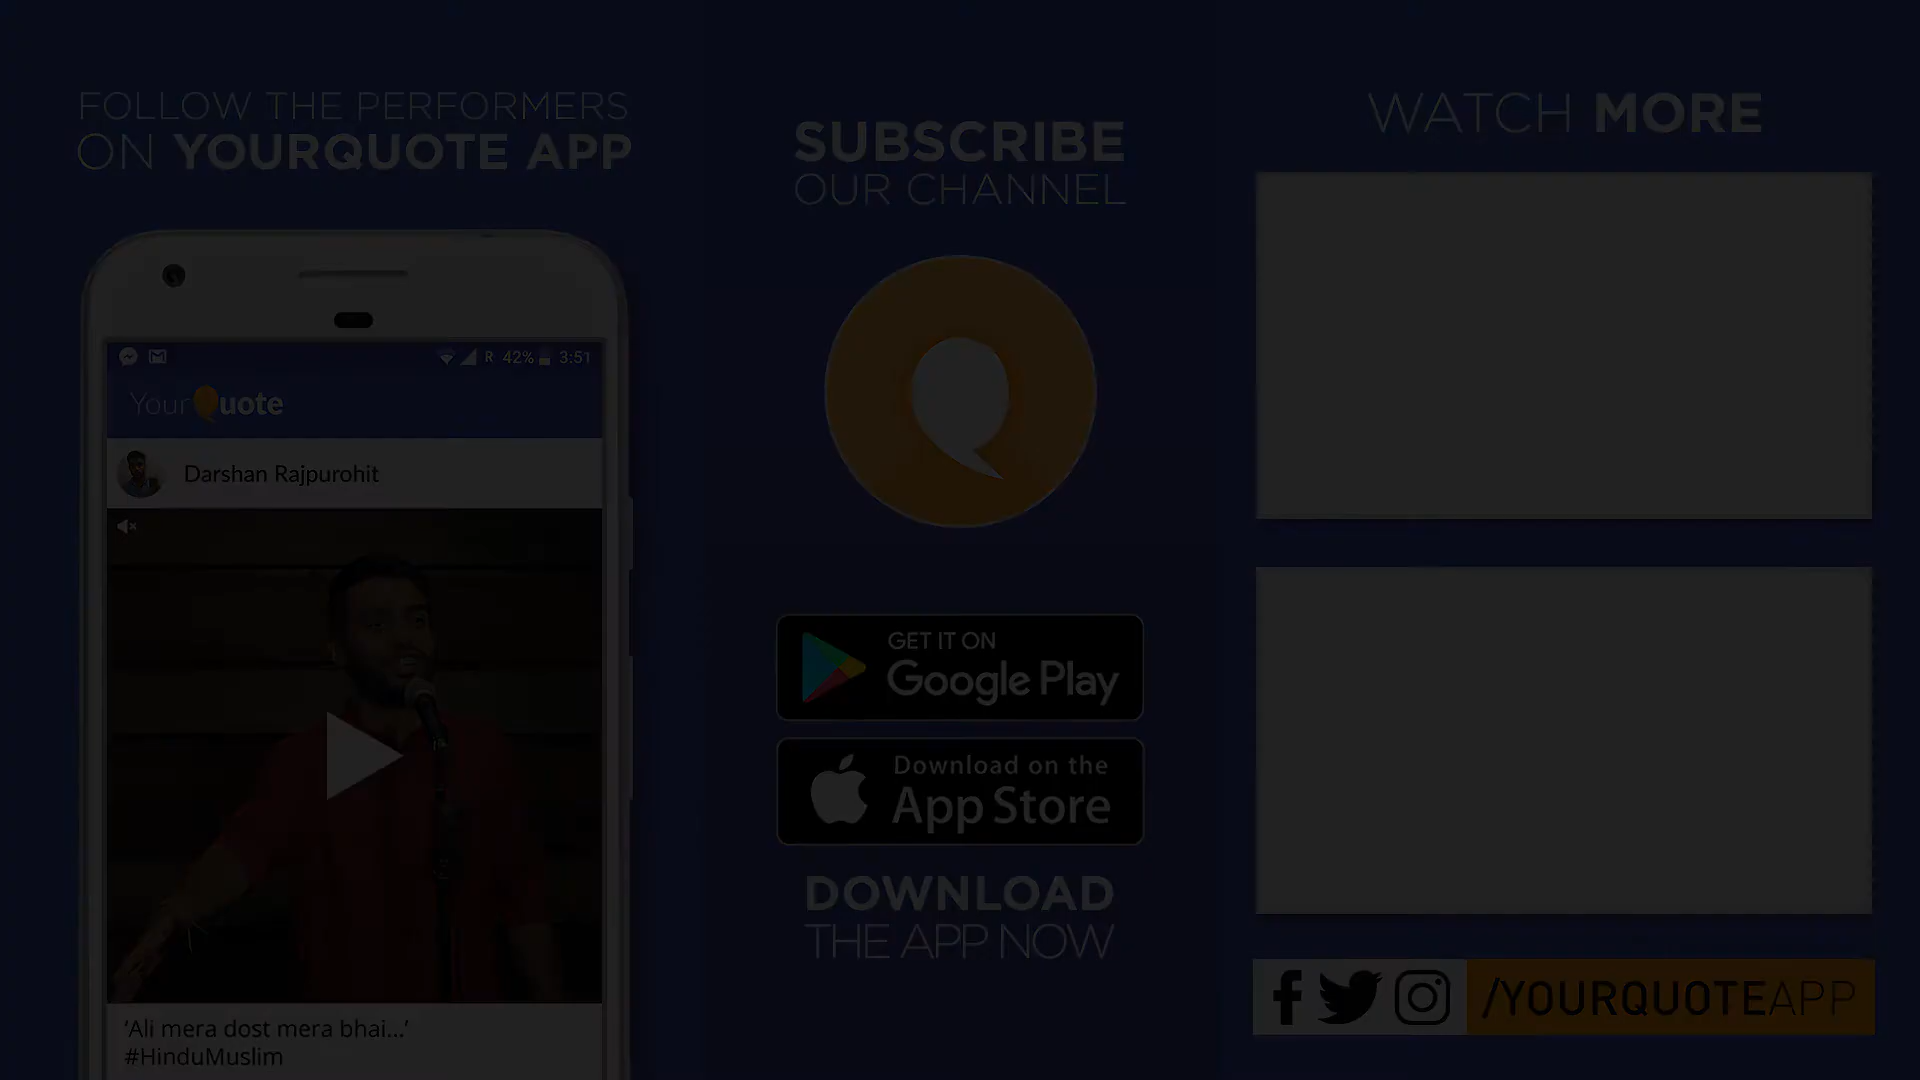 FOLLOW THE PERFORMERS
ON YOURQUOTE APP
R 42% 3:51
YourQuote
Darshan Rajpurohit
'Ali mera dost mera bhai...'
#HinduMuslim
SUBSCRIBE
OUR CHANNEL
GET IT ON
Google Play
Download on the
App Store
DOWNLOAD
THE APP NOW
WATCH MORE
/YOURQUOTEAPP